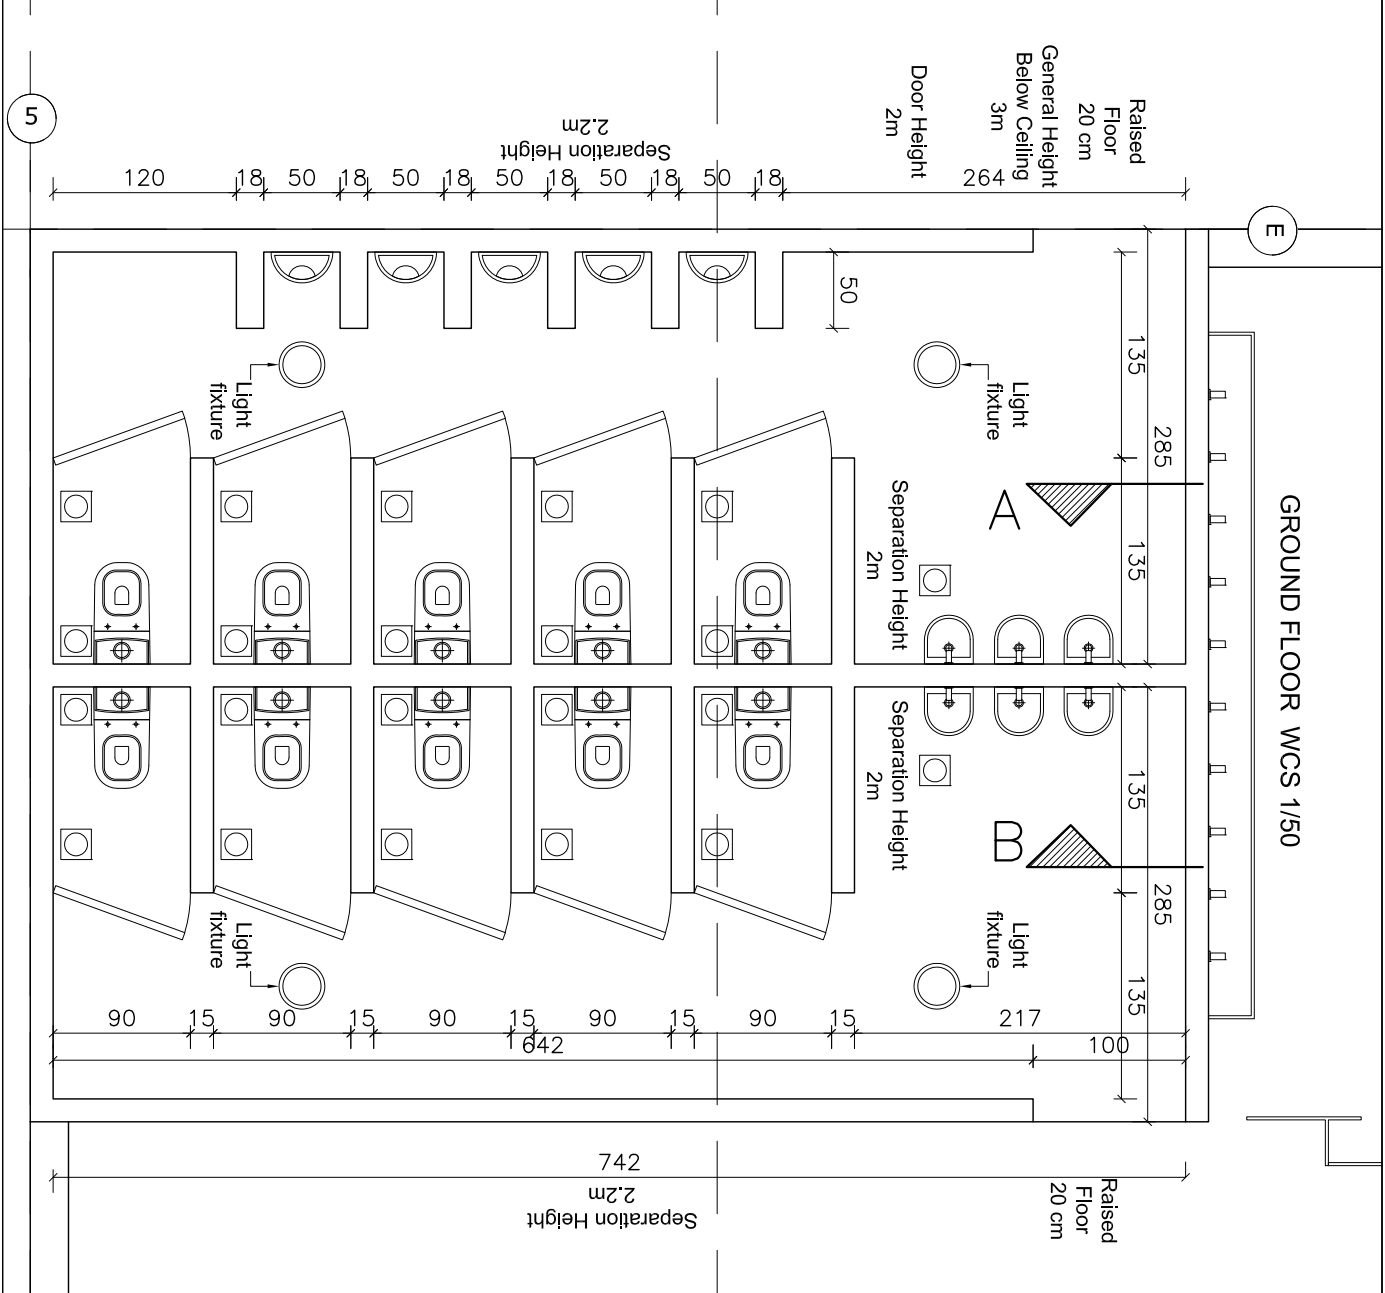 5
Separation Height
2.2m
Door Height
2m
General Height
Below Ceiling
3m
Raised
Floor
20 cm
120
18
50
18
50
18
50
18
50
18
50
18
264
E
50
135
285
135
Light
fixture
Light
fixture
A
Separation Height
2m
GROUND FLOOR WCS 1/50
Separation Height
2m
B
135
285
135
Light
fixture
Light
fixture
90
15
90
15
90
15
90
15
90
15
217
642
100
742
Separation Height
2.2m
Raised
Floor
20 cm